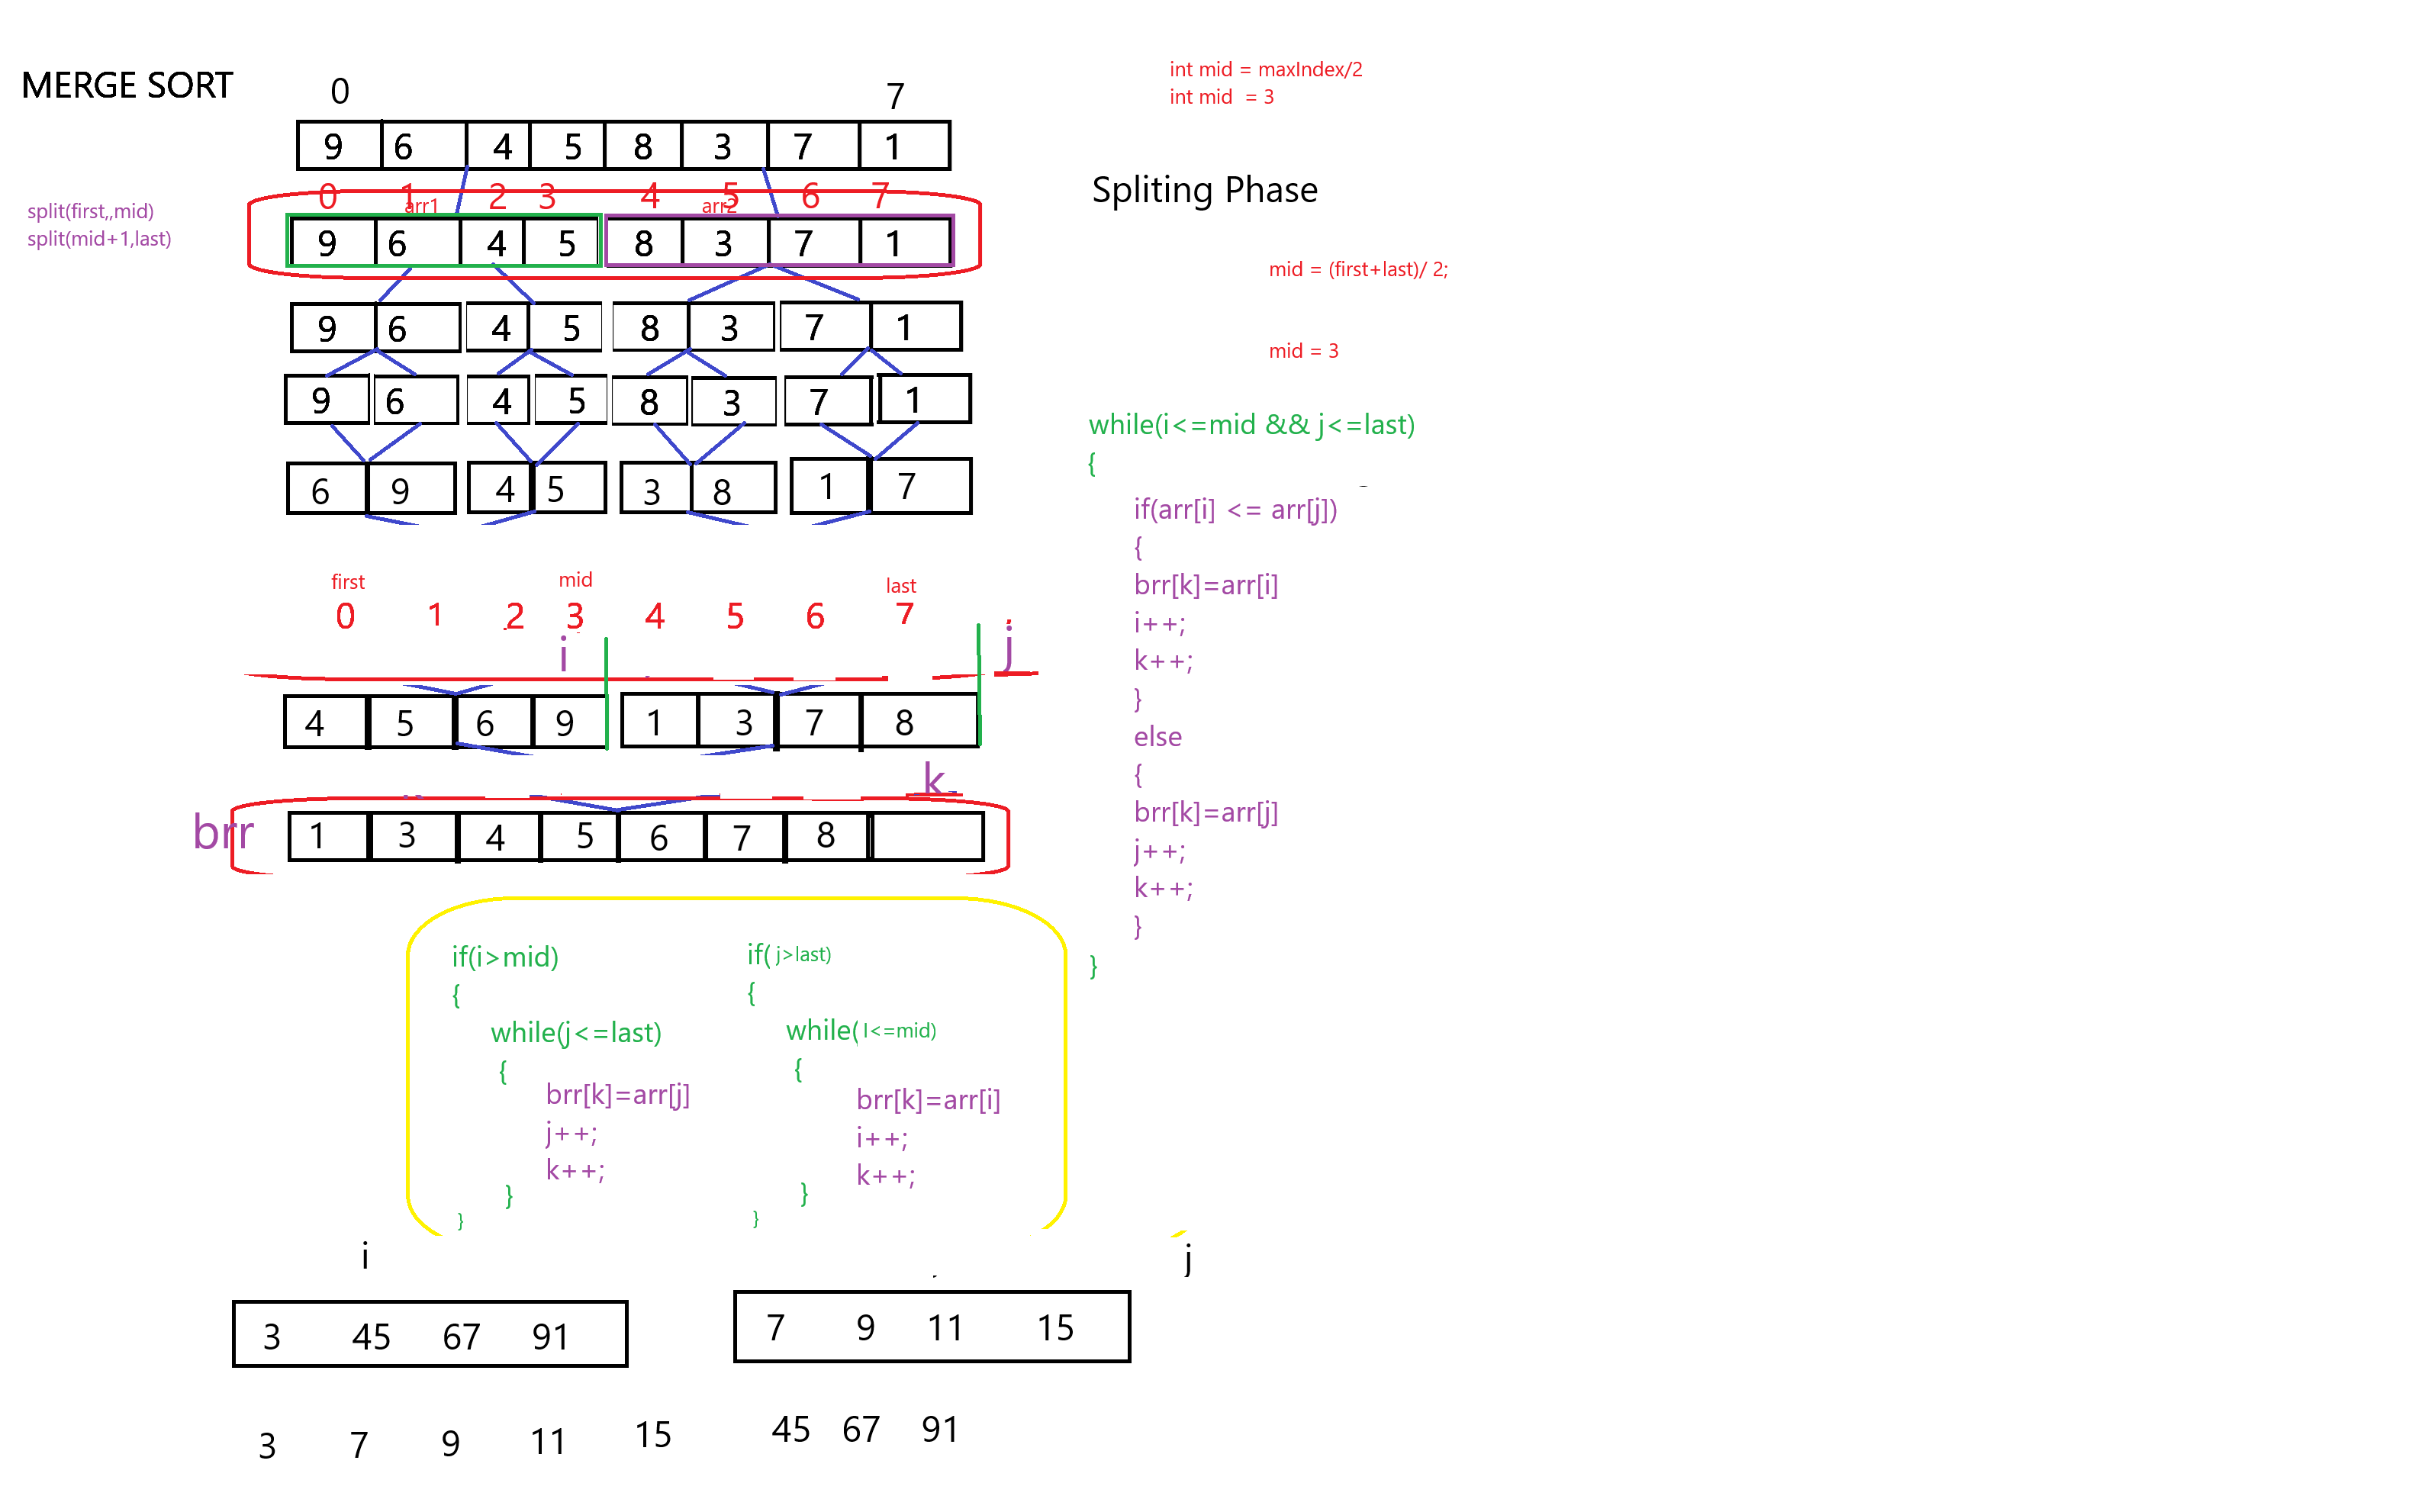 MERGE SORT
0 7
9 6 4 5 8 3 7 1
0 1 2 3 4 5 6 7
arr1 arr2
split(first,,mid)
split(mid+1,last)
9 6 4 5 8 3 7 1
9 6 4 5 8 3 7 1
9 6 4 5 8 3 7 1
6 9 4 5 3 8 1 7
first mid last
0 1 2 3 4 5 6 7
i j
4 5 6 9 1 3 7 8
k
brr
1 3 4 5 6 7 8
int mid = maxIndex/2
int mid = 3
Spliting Phase
mid = (first+last)/ 2;
mid = 3
while(i<=mid && j<=last)
{
if(arr[i] <= arr[j])
{
brr[k]=arr[i]
i++;
k++;
}
else
{
brr[k]=arr[j]
j++;
k++;
}
}
if(i>mid)
{
while(j<=last)
{
brr[k]=arr[j]
j++;
k++;
}
}
if( j>last)
{
while( I<=mid)
{
brr[k]=arr[i]
i++;
k++;
}
}
i j
3 45 67 91
7 9 11 15
3 7 9 11 15 45 67 91